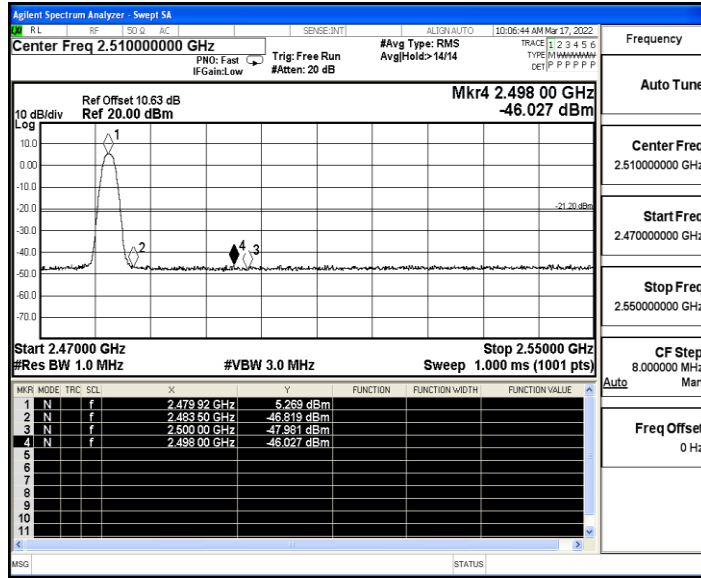 Agilent Spectrum Analyzer - Swept SA
RL RF 50 Ω AC SENSE:INT ALIGNAUTO 10:06:44 AM Mar 17, 2022
Center Freq 2.510000000 GHz
PNO: Fast
IFGain:Low
Trig: Free Run
#Atten: 20 dB
#Avg Type: RMS
Avg|Hold:> 14/14
TRACE 1 2 3 4 5 6
TYPE MWWWWW
DET P P P P P P
Ref Offset 10.63 dB
Ref 20.00 dBm
10 dB/div
Log
Mkr4 2.498 00 GHz
-46.027 dBm
10.0
0.00
-10.0
-20.0
-30.0
-40.0
-50.0
-60.0
-70.0
1
2
4
3
-21.20 dBm
Start 2.47000 GHz
Stop 2.55000 GHz
#Res BW 1.0 MHz #VBW 3.0 MHz Sweep 1.000 ms (1001 pts)
MKR MODE TRC SCL X Y FUNCTION FUNCTION WIDTH FUNCTION VALUE
1 N f 2.479 92 GHz 5.269 dBm
2 N f 2.483 50 GHz -46.819 dBm
3 N f 2.500 00 GHz -47.981 dBm
4 N f 2.498 00 GHz -46.027 dBm
5
6
7
8
9
10
11
MSG STATUS
Frequency
Auto Tune
Center Freq
2.510000000 GHz
Start Freq
2.470000000 GHz
Stop Freq
2.550000000 GHz
CF Step
8.000000 MHz
Auto Man
Freq Offset
0 Hz